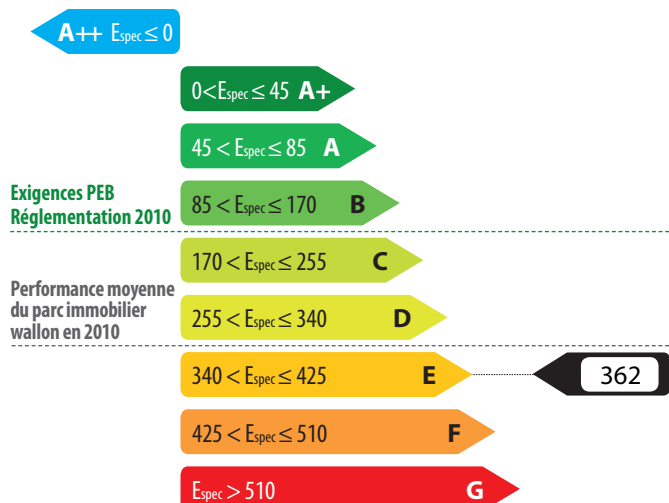 A++ Espec ≤ 0
0<Espec ≤ 45 A+
45 < Espec ≤ 85 A
Exigences PEB
Réglementation 2010
85 < Espec ≤ 170 B
170 < Espec ≤ 255 C
Performance moyenne
du parc immobilier
wallon en 2010
255 < Espec ≤ 340 D
340 < Espec ≤ 425 E
362
425 < Espec ≤ 510 F
Espec > 510 G